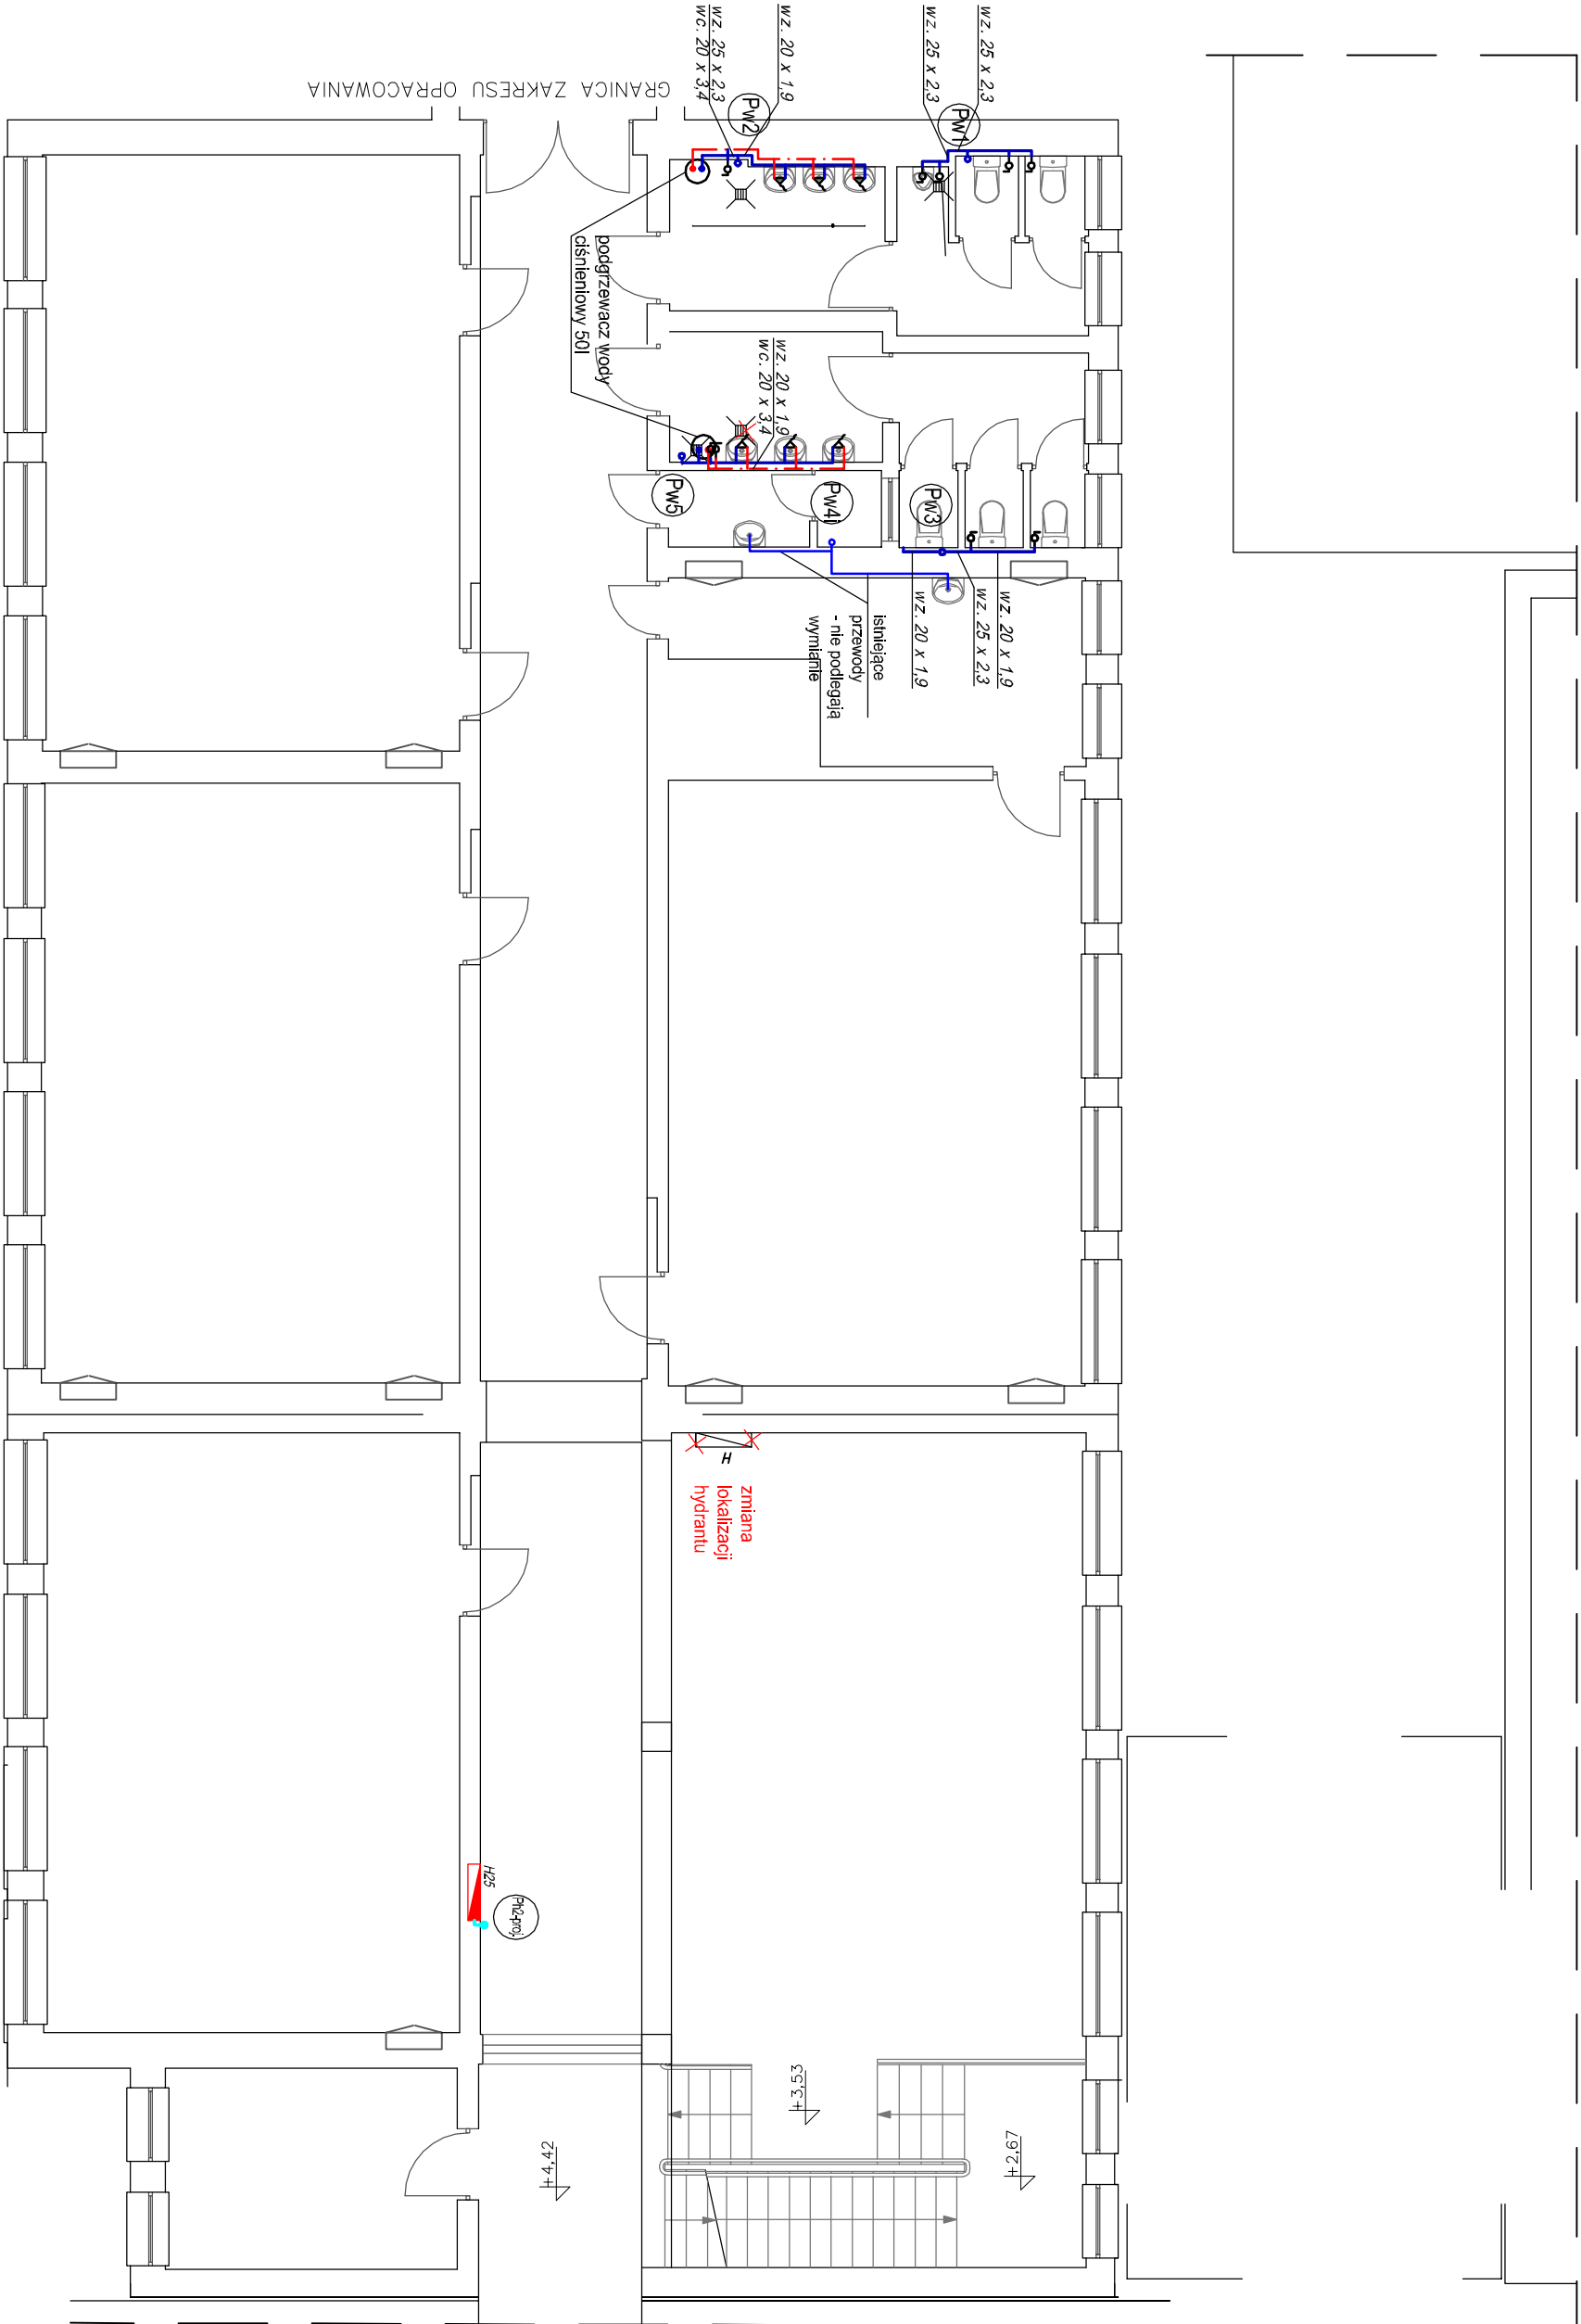 wz. 25 x 2,3
wz. 25 x 2,3
wz. 20 x 1,9
wz. 25 x 2,3
wc. 20 x 3,4
GRANICA ZAKRESU OPRACOWANIA
Pw1
Pw2
podgrzewacz wody
ciśnieniowy 50l
wz. 20 x 1,9
wc. 20 x 3,4
Pw3
Pw4i
Pw5
wz. 20 x 1,9
wz. 25 x 2,3
wz. 20 x 1,9
istniejące
przewody
- nie podlegają
wymianie
H
zmiana
lokalizacji
hydrantu
H25
Ph2-proj.
+3,53
+2,67
+4,42